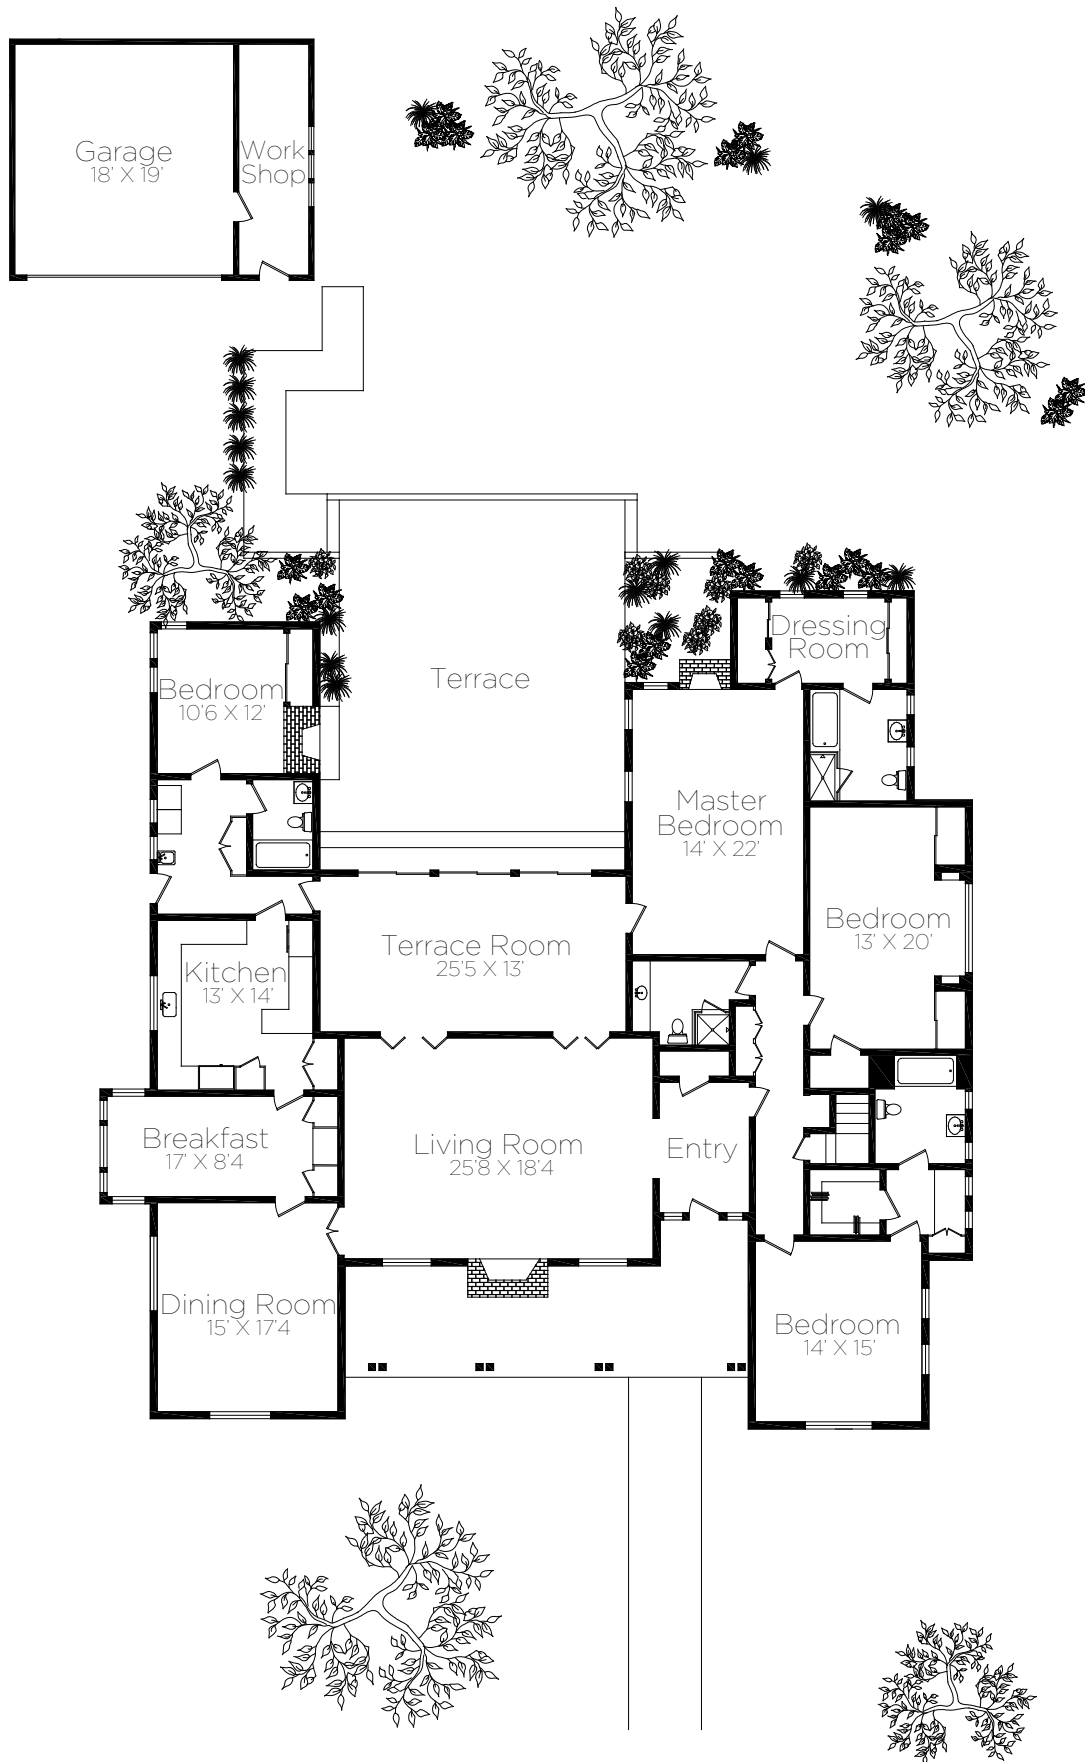 Garage
18' X 19'
Work
Shop
Dressing
Room
Terrace
Bedroom
10'6 X 12'
Master
Bedroom
14' X 22'
Bedroom
13' X 20'
Terrace Room
25'5 X 13'
Kitchen
13' X 14'
Breakfast
17' X 8'4
Living Room
25'8 X 18'4
Entry
Dining Room
15' X 17'4
Bedroom
14' X 15'